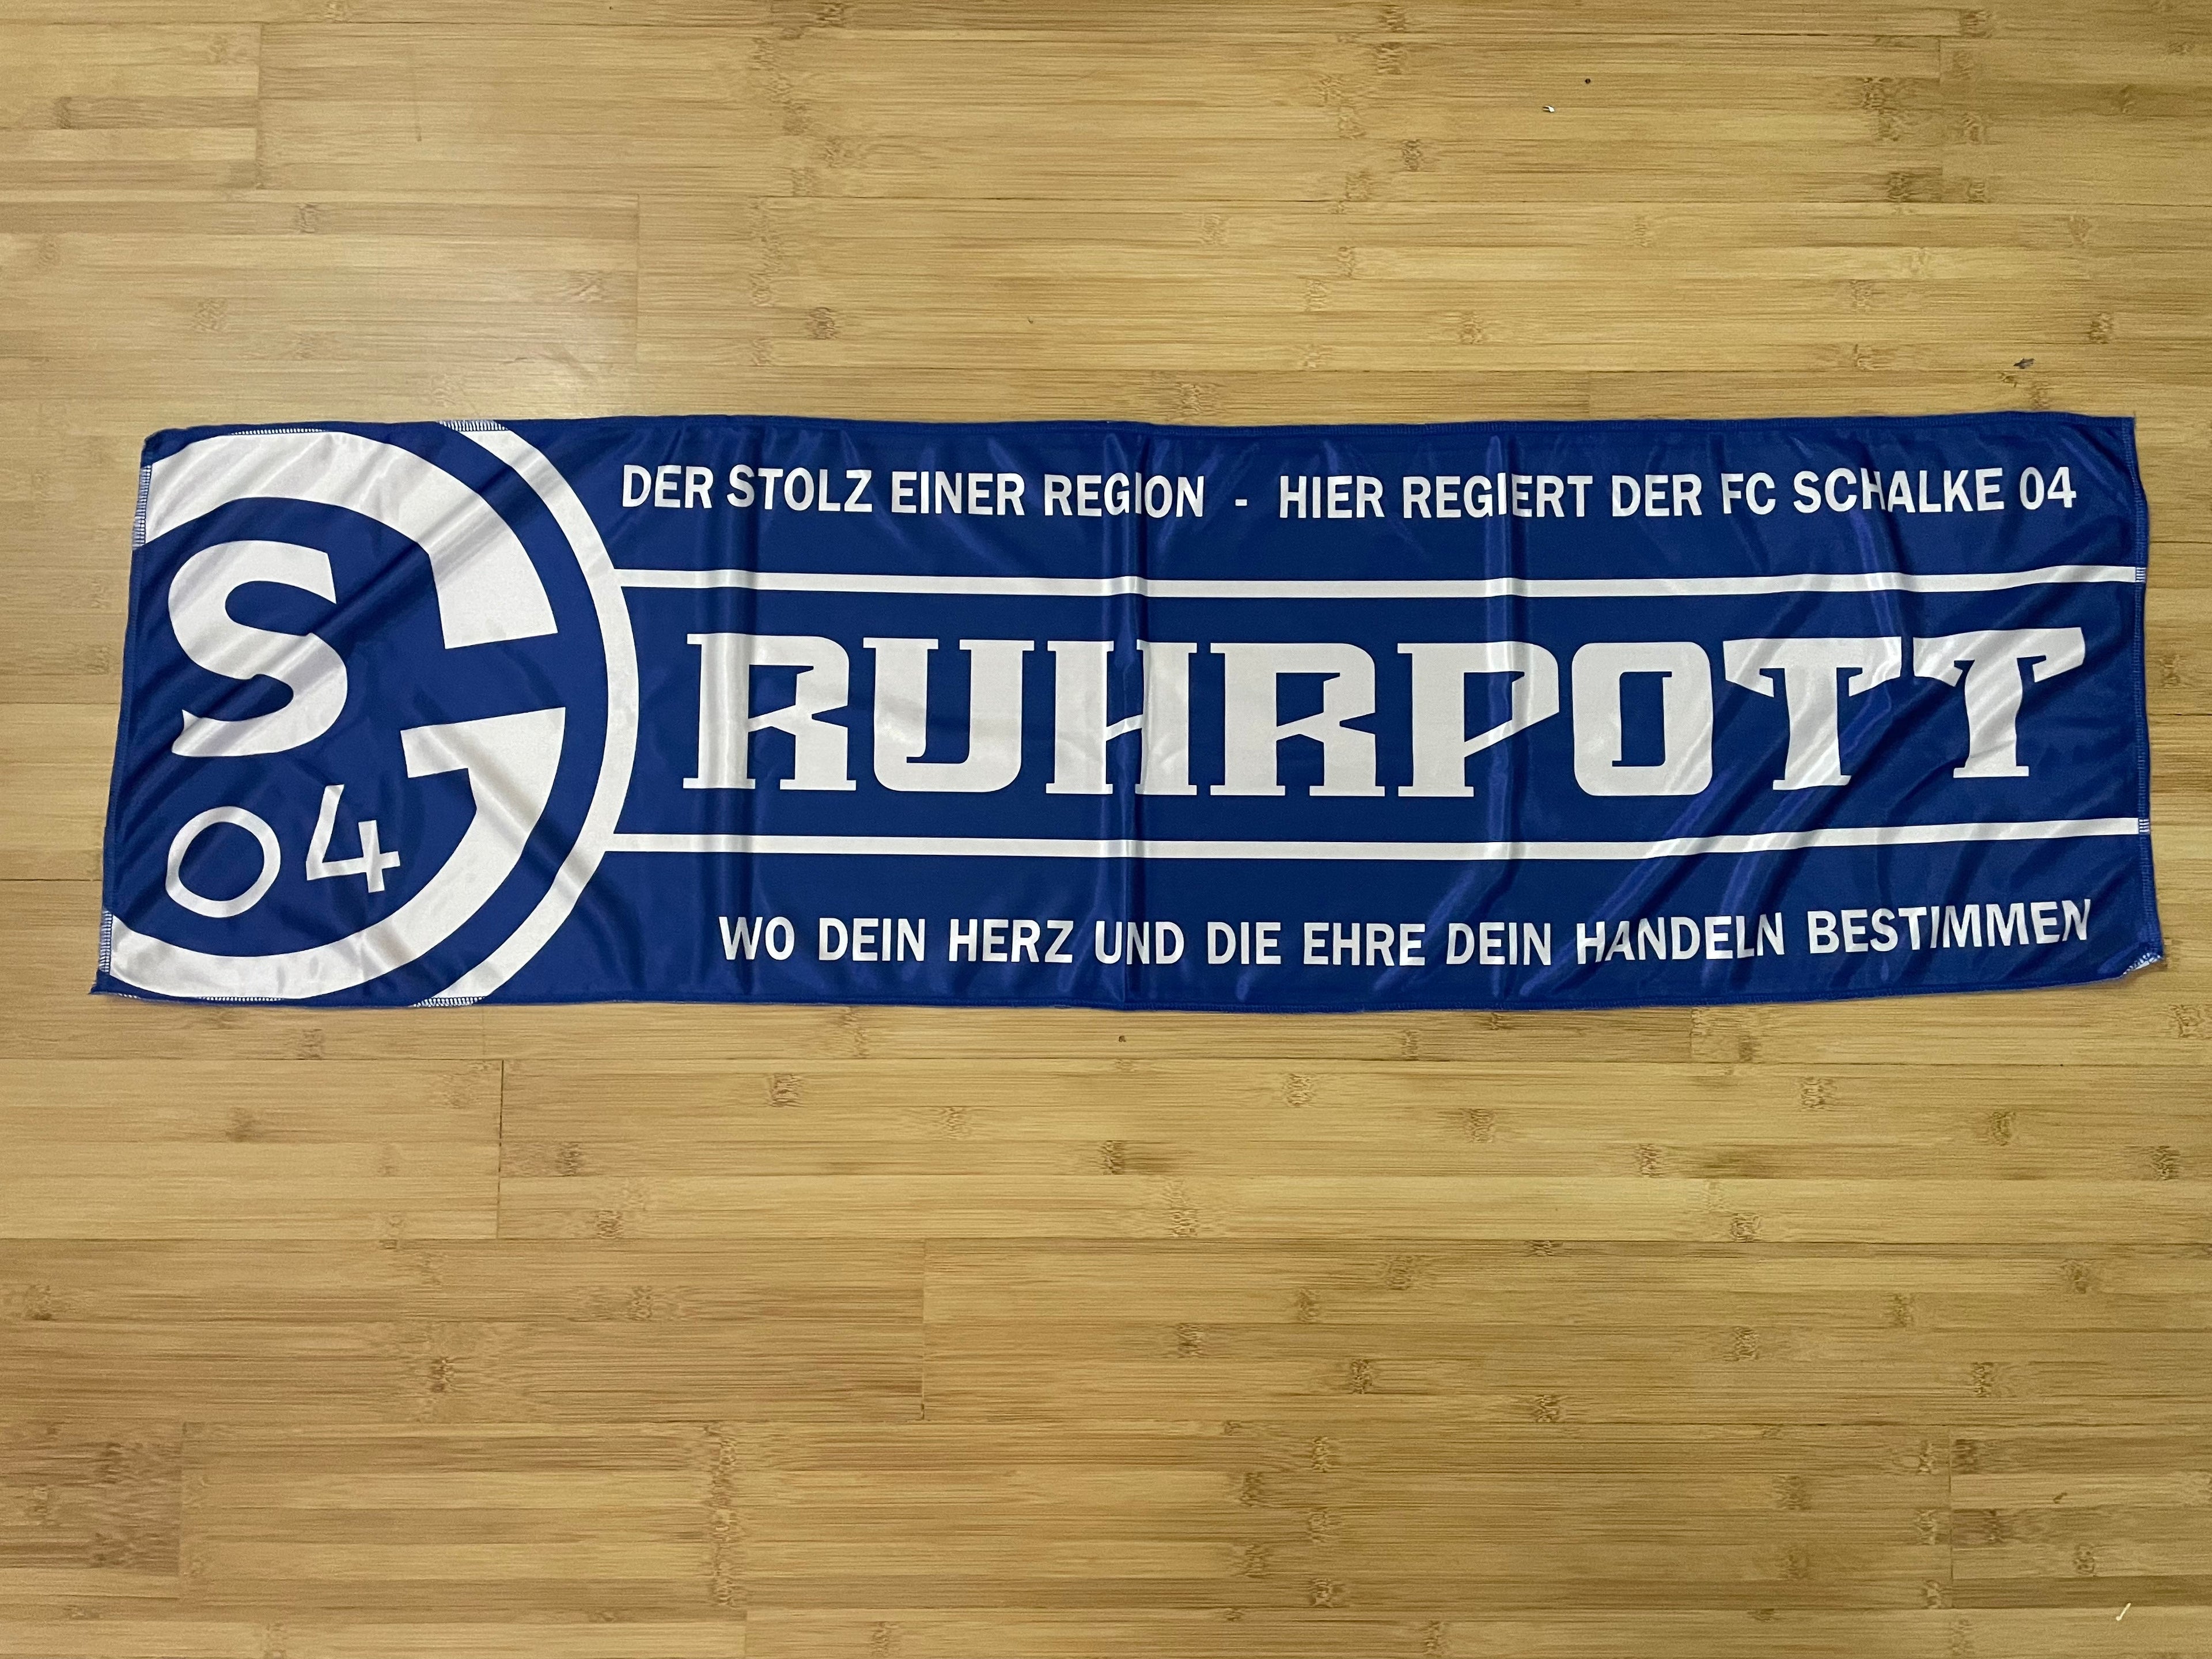 S
04
DER STOLZ EINER REGION - HIER REGIERT DER FC SCHALKE 04
RUHRPOTT
WO DEIN HERZ UND DIE EHRE DEIN HANDELN BESTIMMEN